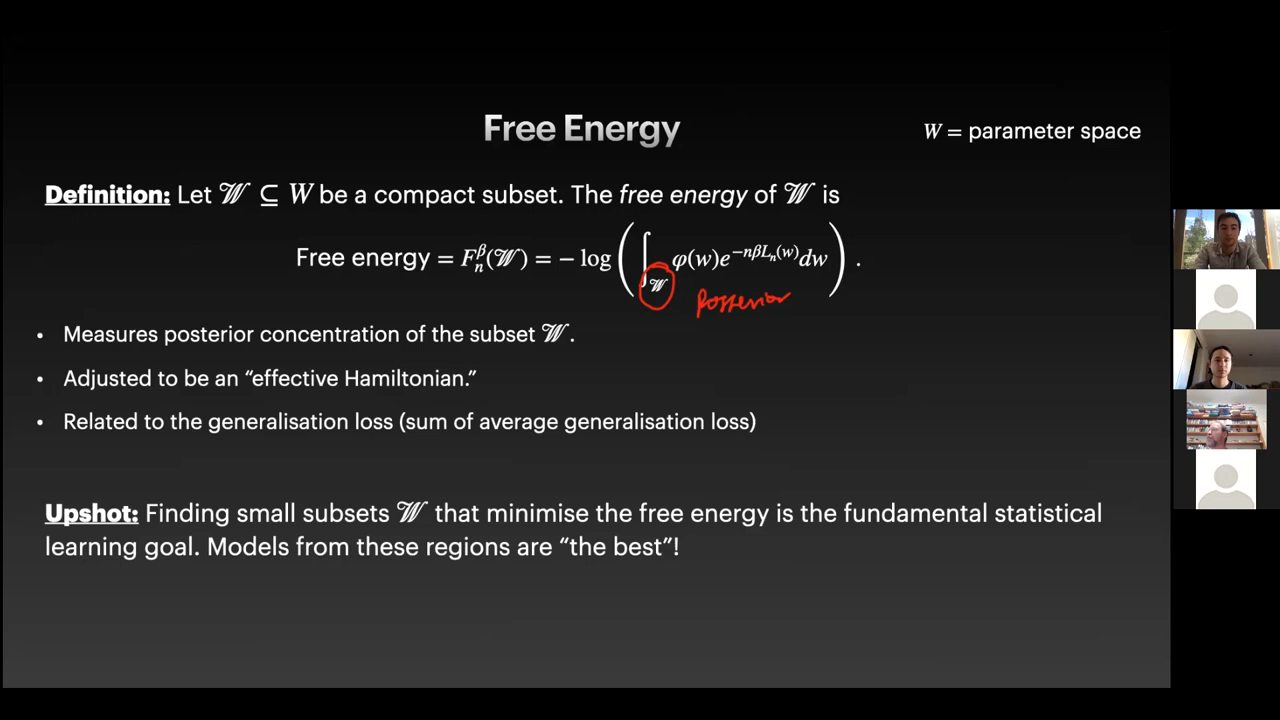 Free Energy
W = parameter space
Definition: Let 𝒲 ⊆ W be a compact subset. The free energy of 𝒲 is
Free energy = Fₙ^β(𝒲) = − log ( ∫_𝒲 φ(w)e^{−nβLₙ(w)}dw ) .
Posterior
• Measures posterior concentration of the subset 𝒲.
• Adjusted to be an “effective Hamiltonian.”
• Related to the generalisation loss (sum of average generalisation loss)
Upshot: Finding small subsets 𝒲 that minimise the free energy is the fundamental statistical
learning goal. Models from these regions are “the best”!